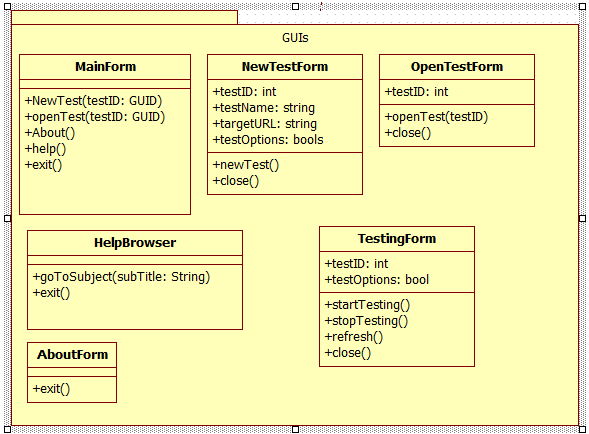 GUIs
MainForm
+NewTest(testID: GUID)
+openTest(testID: GUID)
+About()
+help()
+exit()
NewTestForm
+testID: int
+testName: string
+targetURL: string
+testOptions: bools
+newTest()
+close()
OpenTestForm
+testID: int
+openTest(testID)
+close()
HelpBrowser
+goToSubject(subTitle: String)
+exit()
TestingForm
+testID: int
+testOptions: bool
+startTesting()
+stopTesting()
+refresh()
+close()
AboutForm
+exit()